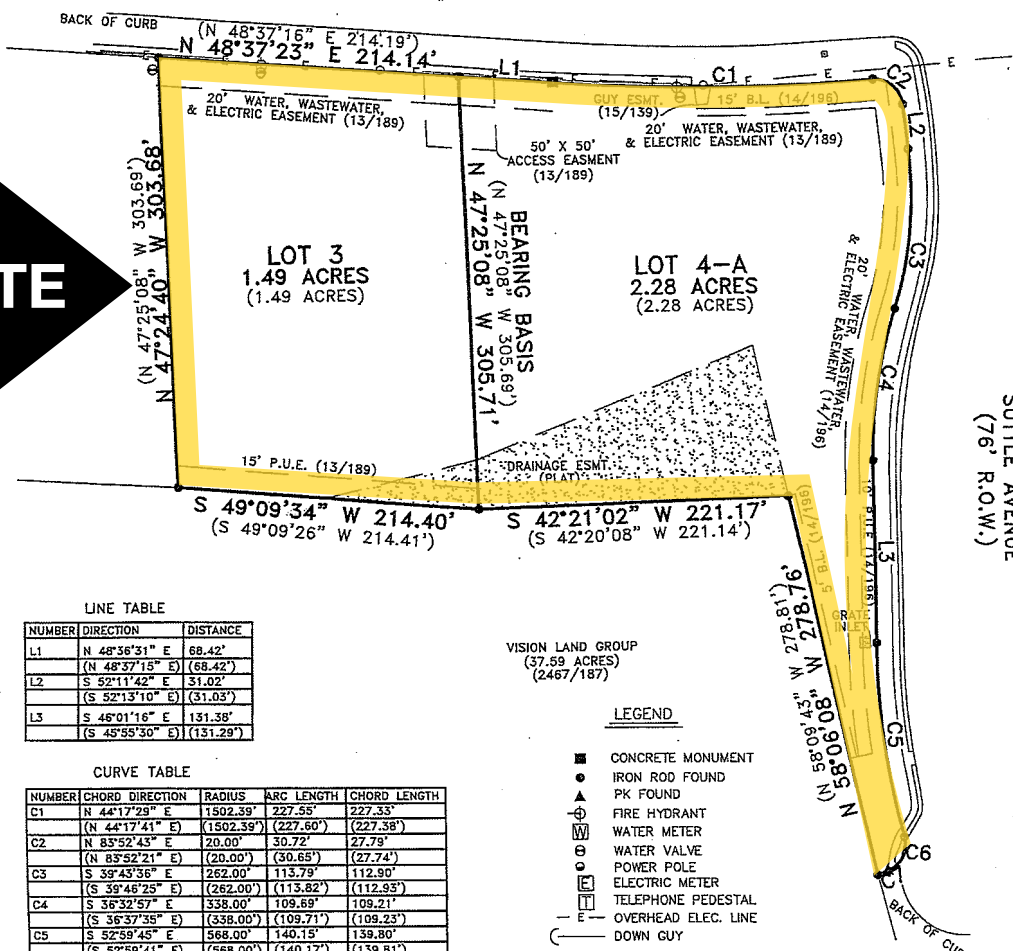 BACK OF CURB
(N 48°37'16" E 214.19')
N 48°37'23" E 214.14'
L1
C1
E
E
E
C2
L2
GUY ESMT.
(15/139)
15' B.L. (14/196)
20' WATER, WASTEWATER,
& ELECTRIC EASEMENT (13/189)
20' WATER, WASTEWATER,
& ELECTRIC EASEMENT (13/189)
50' X 50'
ACCESS EASMENT
(13/189)
(N 47°25'08" W 303.69')
N 47°24'40" W 303.68'
TE
LOT 3
1.49 ACRES
(1.49 ACRES)
N 47°25'08" W 305.71'
(N 47°25'08" W 305.69')
BEARING BASIS
LOT 4-A
2.28 ACRES
(2.28 ACRES)
20' WATER, WASTEWATER,
& ELECTRIC EASEMENT (14/196)
C3
C4
SUTTLE AVENUE
(76' R.O.W.)
15' P.U.E. (13/189)
DRAINAGE ESMT.
(PLAT)
S 49°09'34" W 214.40'
(S 49°09'26" W 214.41')
S 42°21'02" W 221.17'
(S 42°20'08" W 221.14')
5' B.L. (14/196)
10' P.U.E. (14/196)
L3
GRATE
INLET
(N 58°09'43" W 278.81')
N 58°06'08" W 278.76'
C5
C6
BACK OF CUR
VISION LAND GROUP
(37.59 ACRES)
(2467/187)
LINE TABLE
NUMBER DIRECTION DISTANCE
L1 N 48°36'31" E 68.42'
(N 48°37'15" E) (68.42')
L2 S 52°11'42" E 31.02'
(S 52°13'10" E) (31.03')
L3 S 46°01'16" E 131.38'
(S 45°55'30" E) (131.29')
CURVE TABLE
NUMBER CHORD DIRECTION RADIUS ARC LENGTH CHORD LENGTH
C1 N 44°17'29" E 1502.39' 227.55' 227.33'
(N 44°17'41" E) (1502.39') (227.60') (227.38')
C2 N 83°52'43" E 20.00' 30.72' 27.79'
(N 83°52'21" E) (20.00') (30.65') (27.74')
C3 S 39°43'36" E 262.00' 113.79' 112.90'
(S 39°46'25" E) (262.00') (113.82') (112.93')
C4 S 36°32'57" E 338.00' 109.69' 109.21'
(S 36°37'35" E) (338.00') (109.71') (109.23')
C5 S 52°59'45" E 568.00' 140.15' 139.80'
(S 52°59'41" E) (568.00') (140.17') (139.81')
LEGEND
CONCRETE MONUMENT
IRON ROD FOUND
PK FOUND
FIRE HYDRANT
W WATER METER
WATER VALVE
POWER POLE
E ELECTRIC METER
T TELEPHONE PEDESTAL
– E – OVERHEAD ELEC. LINE
DOWN GUY